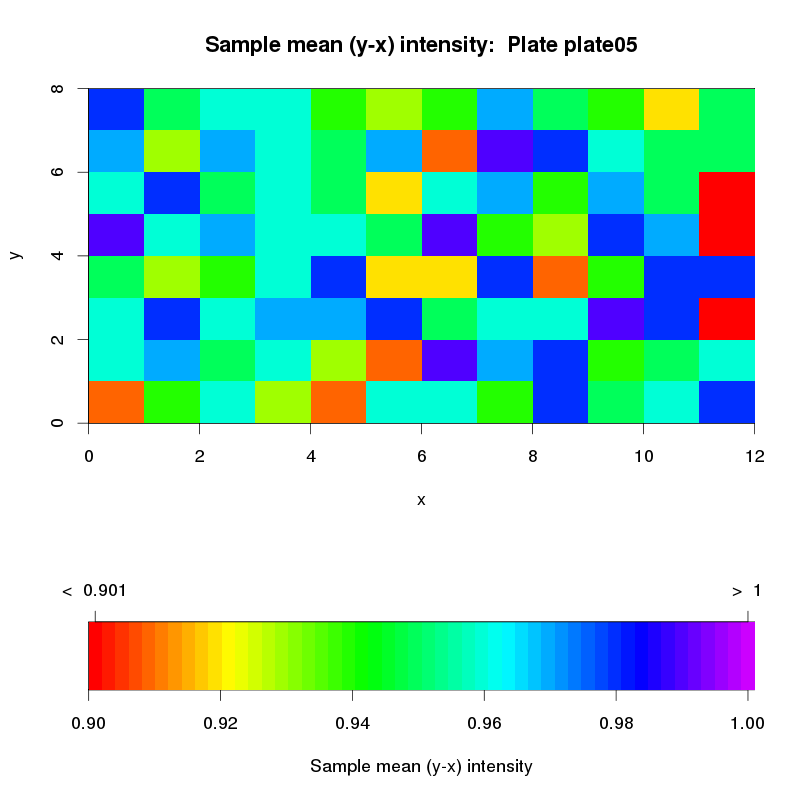 Sample mean (y-x) intensity:  Plate plate05
8
6
4
2
0
y
0 2 4 6 8 10 12
x
< 0.901 > 1
0.90 0.92 0.94 0.96 0.98 1.00
Sample mean (y-x) intensity